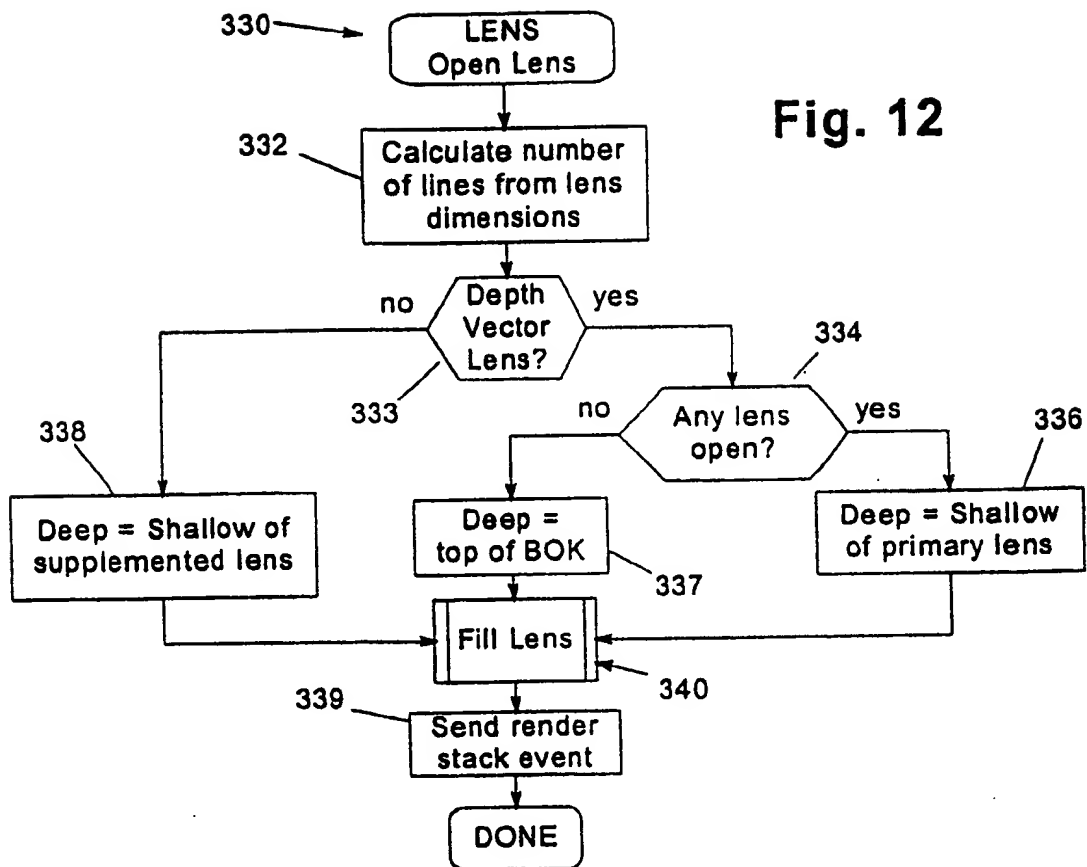 330
LENS
Open Lens
Fig. 12
332
Calculate number
of lines from lens
dimensions
no
Depth
Vector
Lens?
yes
333
334
no
Any lens
open?
yes
338
336
Deep = Shallow of
supplemented lens
Deep =
top of BOK
337
Deep = Shallow
of primary lens
Fill Lens
340
339
Send render
stack event
DONE